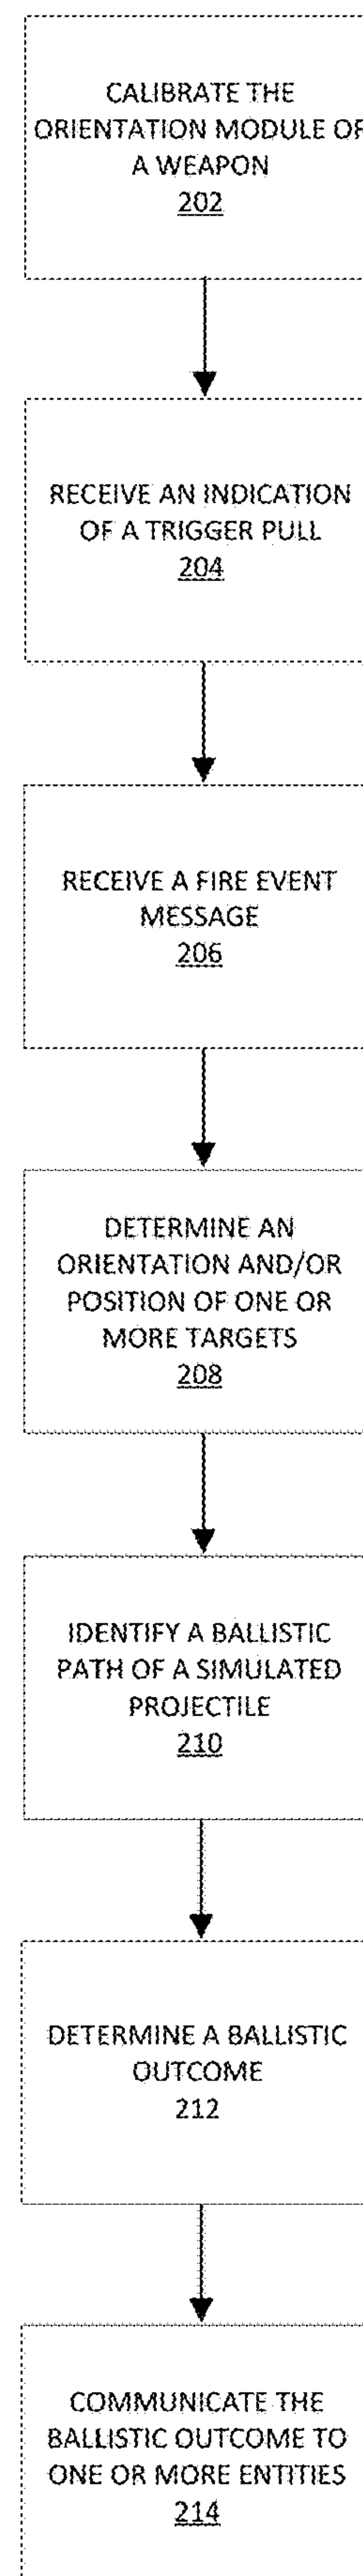 CALIBRATE THE
ORIENTATION MODULE OF
A WEAPON
202
RECEIVE AN INDICATION
OF A TRIGGER PULL
204
RECEIVE A FIRE EVENT
MESSAGE
206
DETERMINE AN
ORIENTATION AND/OR
POSITION OF ONE OR
MORE TARGETS
208
IDENTIFY A BALLISTIC
PATH OF A SIMULATED
PROJECTILE
210
DETERMINE A BALLISTIC
OUTCOME
212
COMMUNICATE THE
BALLISTIC OUTCOME TO
ONE OR MORE ENTITIES
214